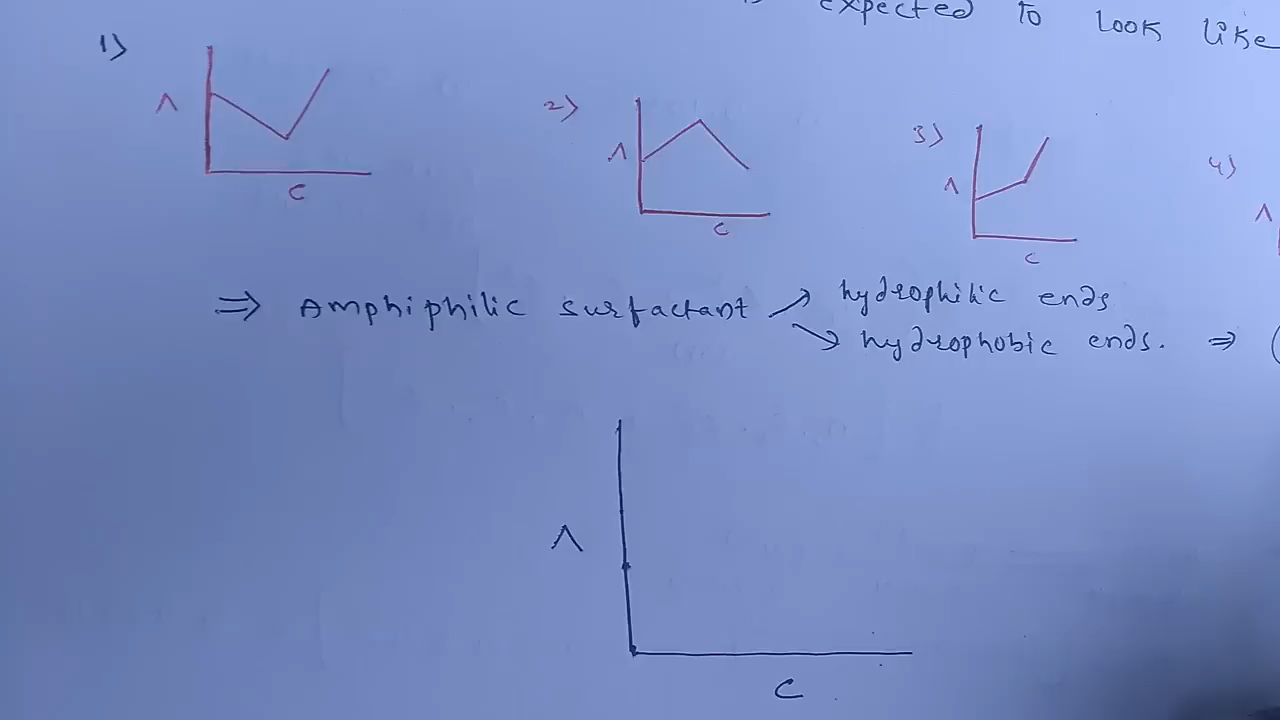 expected to look like
1)
Λ
C
2)
Λ
C
3)
Λ
C
4)
Λ
⇒ Amphiphilic surfactant ↗ hydrophilic ends
↘ hydrophobic ends. ⇒ (
Λ
C